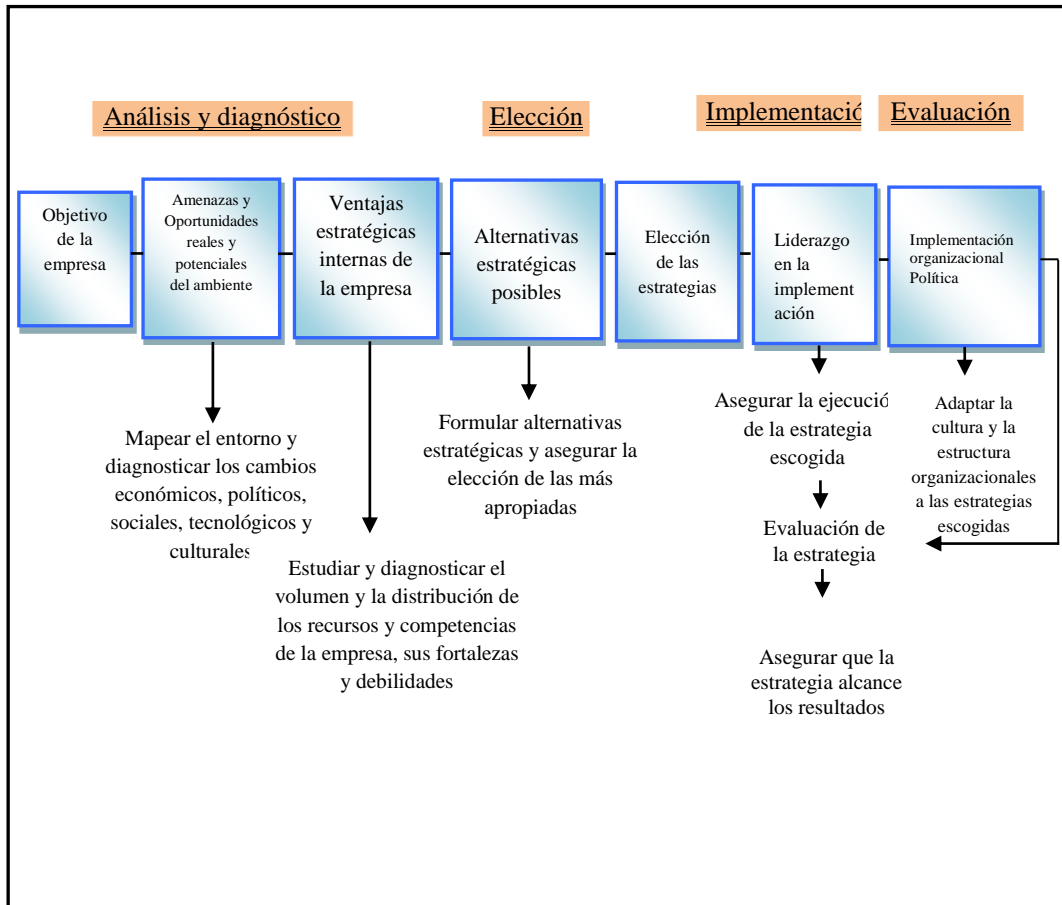 Análisis y diagnóstico
Elección
Implementació
Evaluación
Objetivo
de la
empresa
Amenazas y
Oportunidades
reales y
potenciales
del ambiente
Ventajas
estratégicas
internas de
la empresa
Alternativas
estratégicas
posibles
Elección
de las
estrategias
Liderazgo
en la
implement
ación
Implementación
organizacional
Política
Mapear el entorno y
diagnosticar los cambios
económicos, políticos,
sociales, tecnológicos y
culturales
Estudiar y diagnosticar el
volumen y la distribución de
los recursos y competencias
de la empresa, sus fortalezas
y debilidades
Formular alternativas
estratégicas y asegurar la
elección de las más
apropiadas
Asegurar la ejecució
de la estrategia
escogida
Evaluación de
la estrategia
Asegurar que la
estrategia alcance
los resultados
Adaptar la
cultura y la
estructura
organizacionales
a las estrategias
escogidas